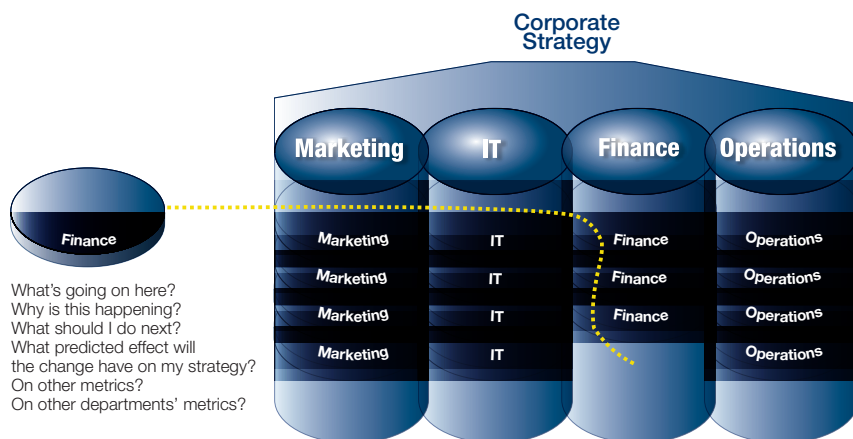 Corporate
Strategy
Marketing IT Finance Operations
Finance
Marketing IT Finance Operations
Marketing IT Finance Operations
Marketing IT Finance Operations
Marketing IT Operations
What's going on here?
Why is this happening?
What should I do next?
What predicted effect will
the change have on my strategy?
On other metrics?
On other departments' metrics?